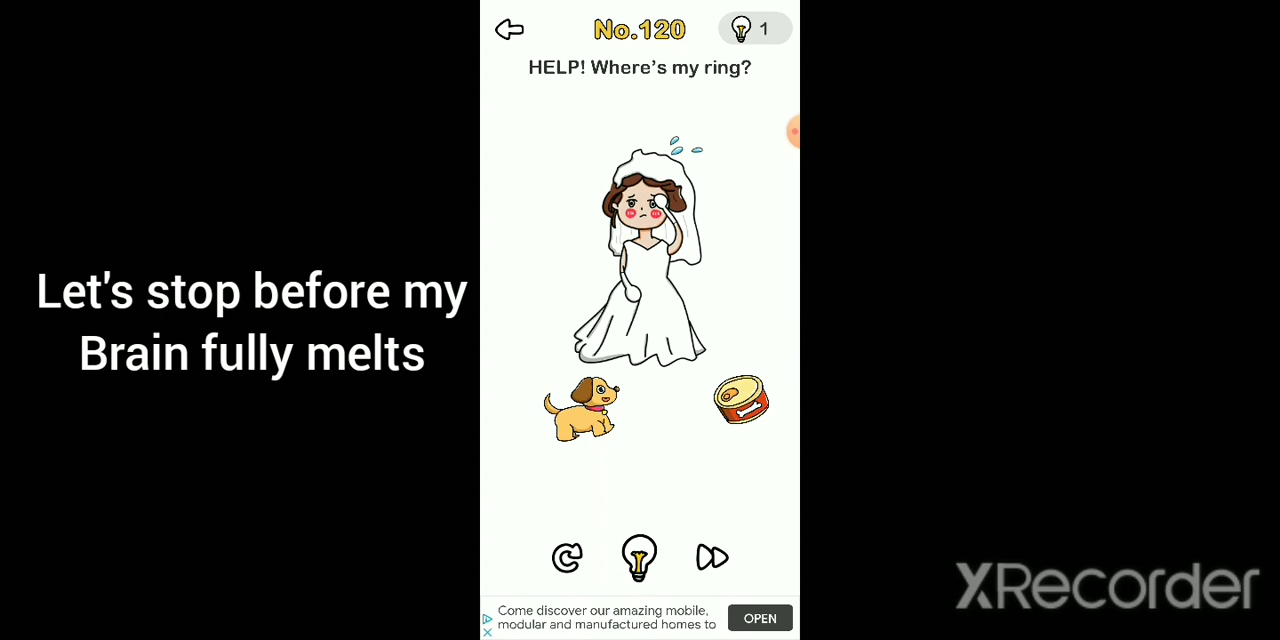 No.120
1
HELP! Where's my ring?
Let's stop before my
Brain fully melts
Come discover our amazing mobile,
modular and manufactured homes to
OPEN
XRecorder